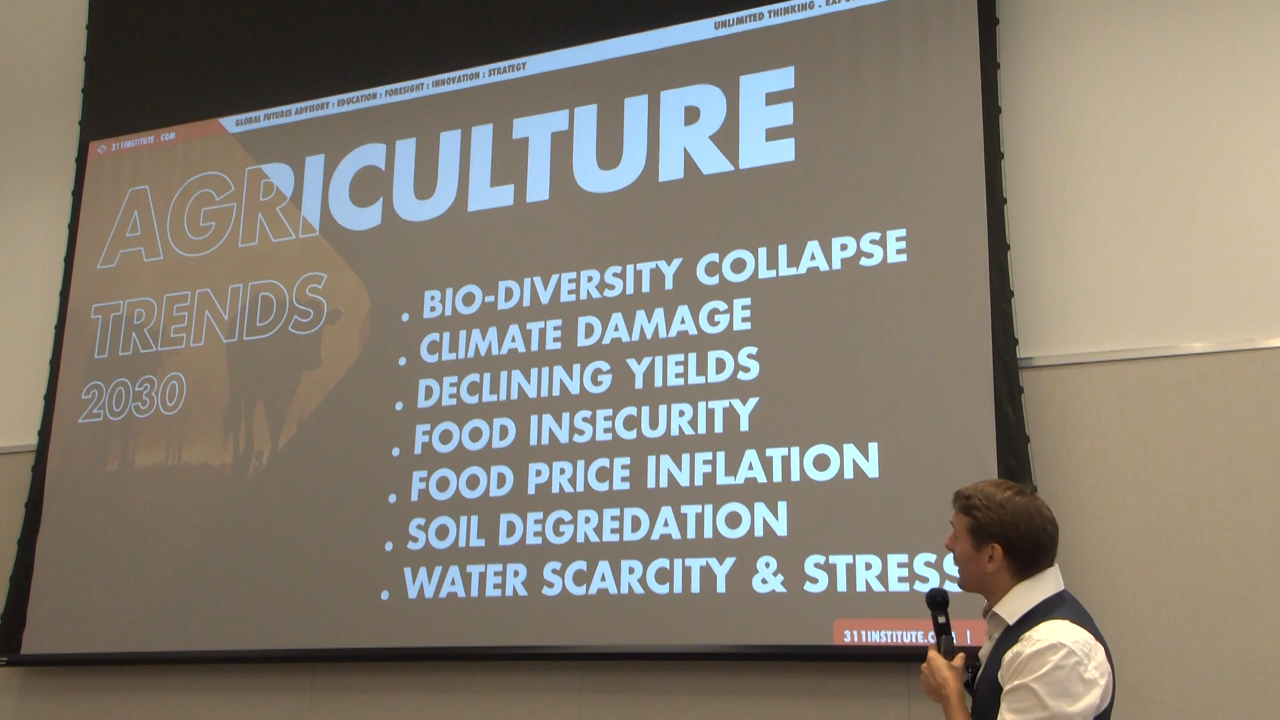 UNLIMITED THINKING .
GLOBAL FUTURES ADVISORY : EDUCATION : FORESIGHT : INNOVATION : STRATEGY
311INSTITUTE . COM
AGRICULTURE
TRENDS
2030
. BIO-DIVERSITY COLLAPSE
. CLIMATE DAMAGE
. DECLINING YIELDS
. FOOD INSECURITY
. FOOD PRICE INFLATION
. SOIL DEGREDATION
. WATER SCARCITY & STRESS
311INSTITUTE.COM |